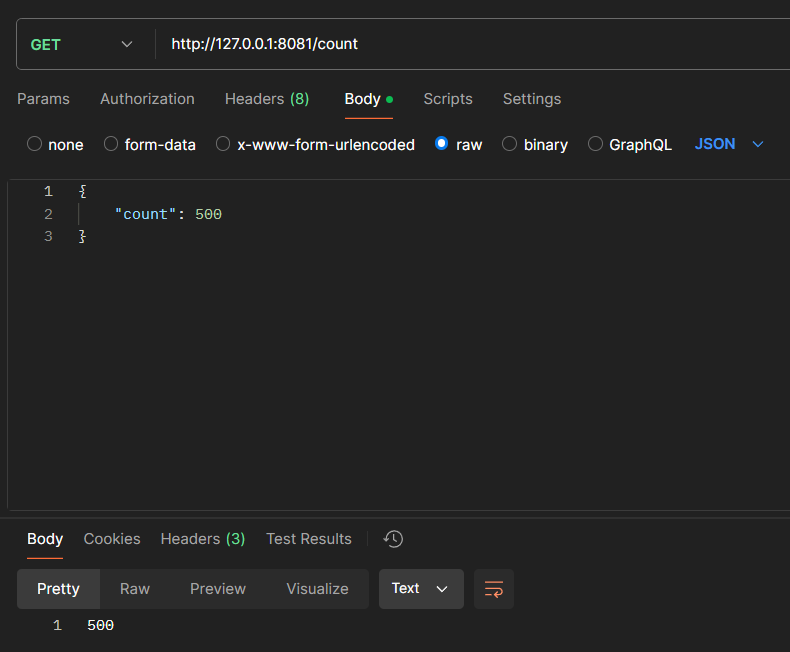 GET http://127.0.0.1:8081/count
Params Authorization Headers (8) Body Scripts Settings
none form-data x-www-form-urlencoded raw binary GraphQL JSON
1 {
2 "count": 500
3 }
Body Cookies Headers (3) Test Results
Pretty Raw Preview Visualize Text
1 500